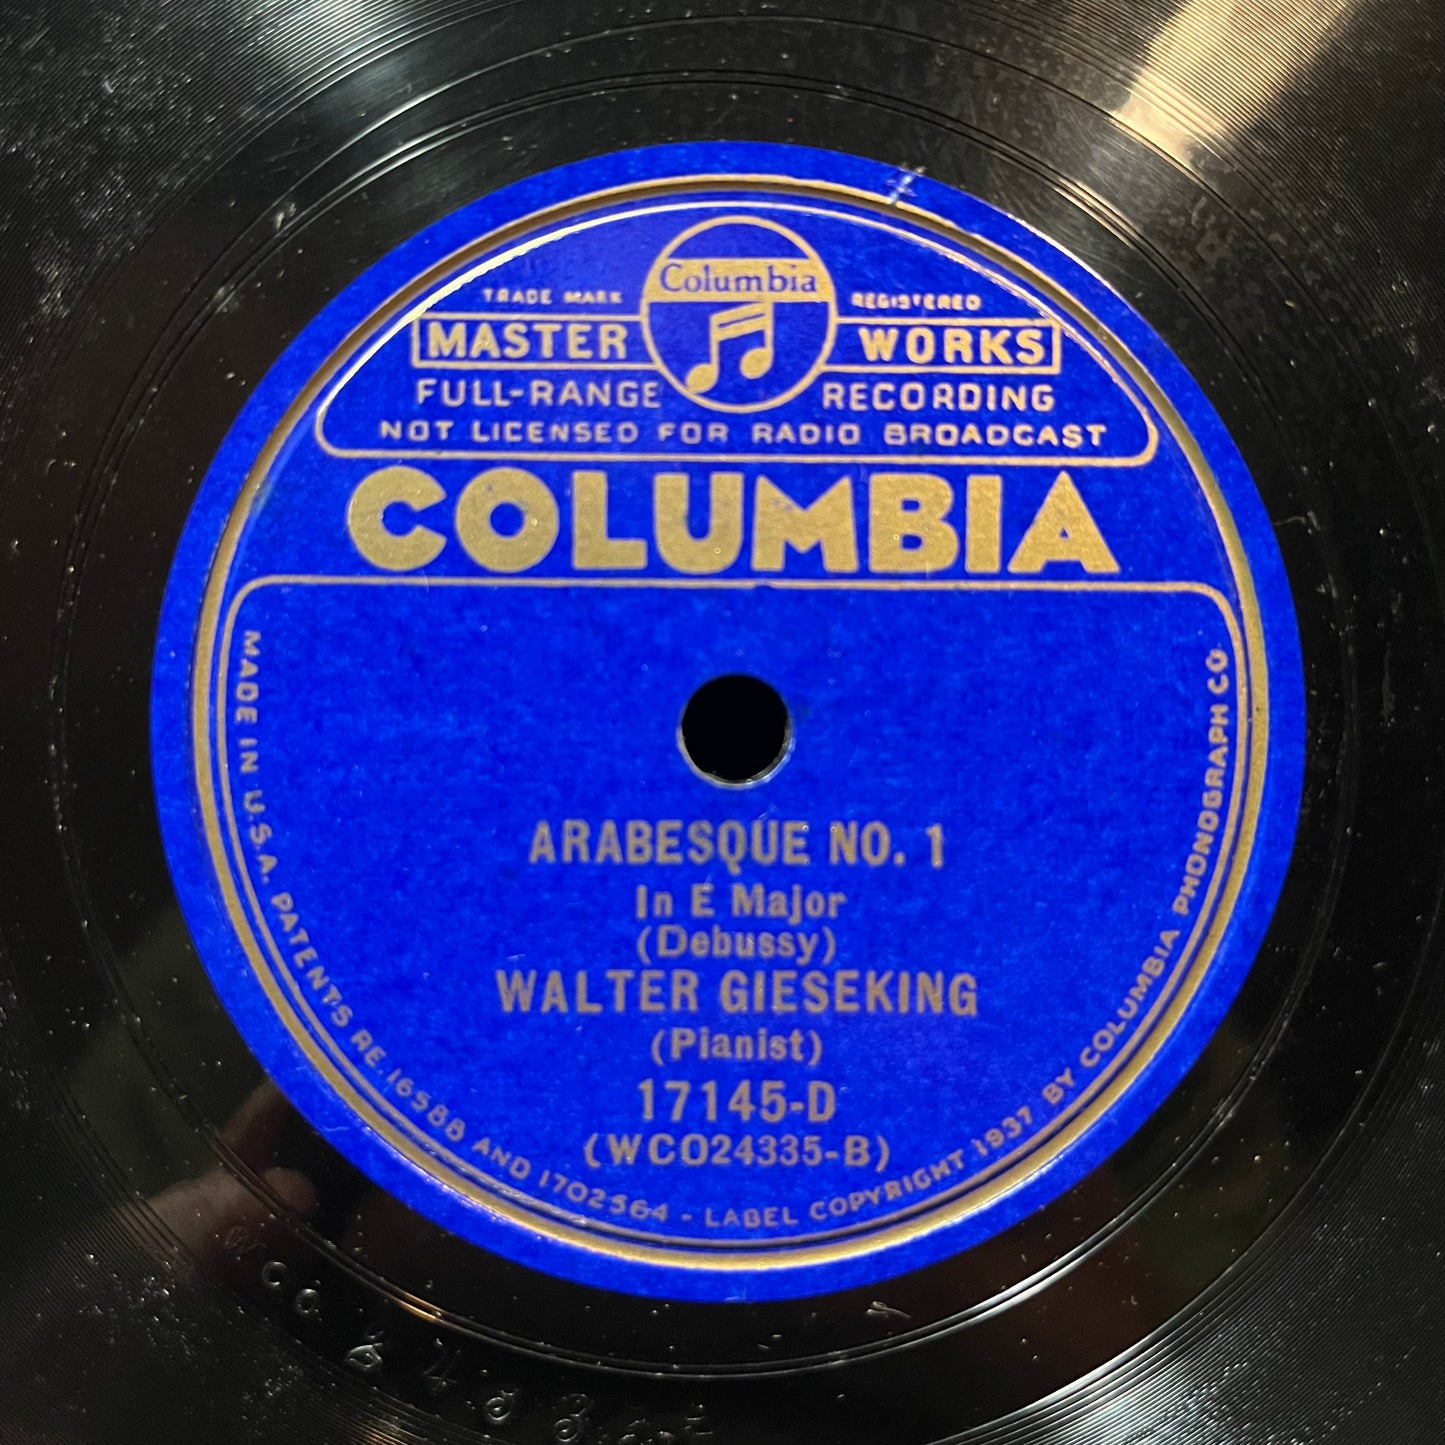 Columbia
TRADE MARK REGISTERED
MASTER WORKS
FULL-RANGE RECORDING
NOT LICENSED FOR RADIO BROADCAST
COLUMBIA
ARABESQUE NO. 1
In E Major
(Debussy)
WALTER GIESEKING
(Pianist)
17145-D
(WCO24335-B)
MADE IN U.S.A. PATENTS RE. 16588 AND 1702564 - LABEL COPYRIGHT 1937 BY COLUMBIA PHONOGRAPH CO